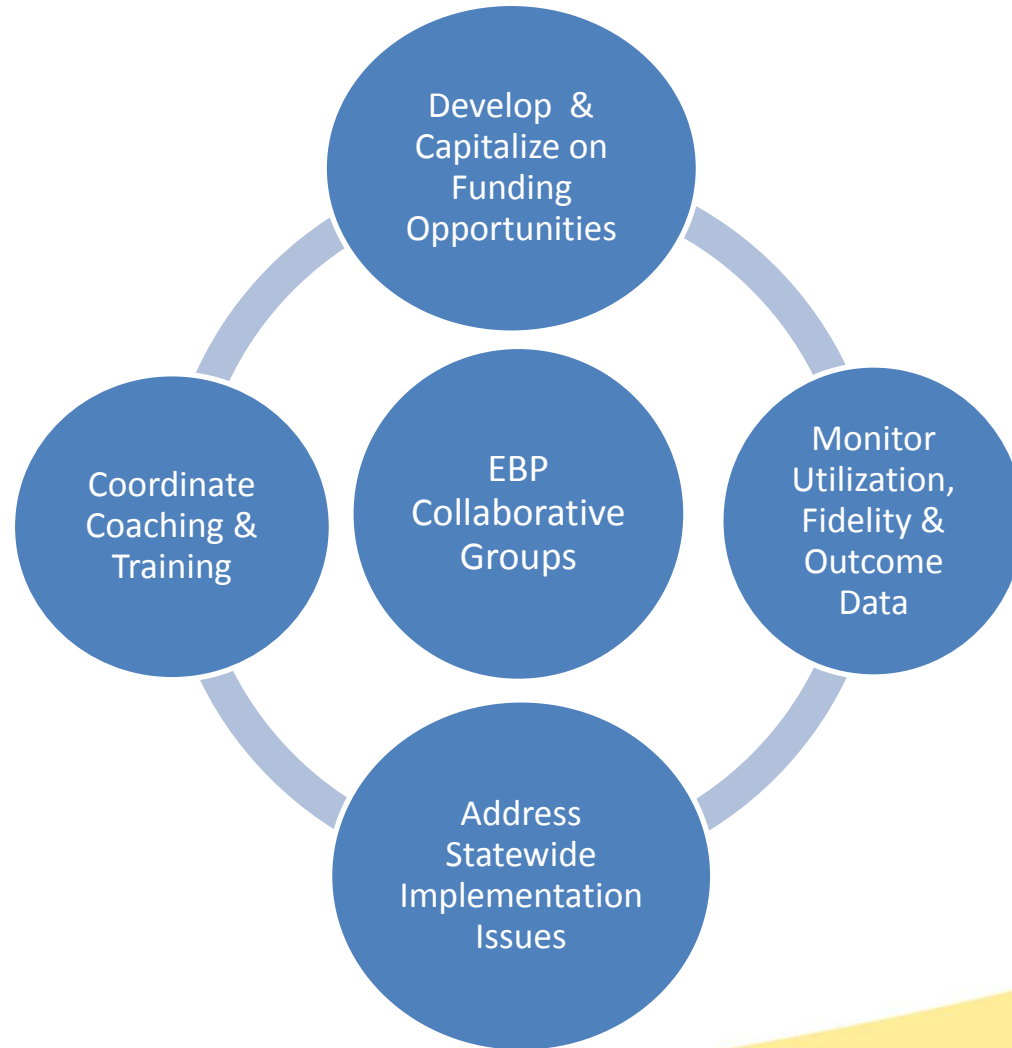 Develop &
Capitalize on
Funding
Opportunities
Coordinate
Coaching &
Training
EBP
Collaborative
Groups
Monitor
Utilization,
Fidelity &
Outcome
Data
Address
Statewide
Implementation
Issues